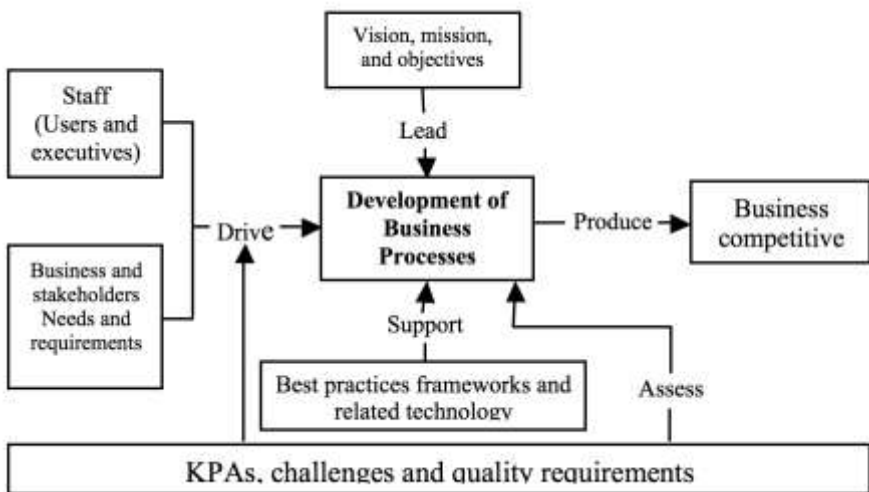 Vision, mission,
and objectives
Staff
(Users and
executives)
Lead
Development of
Business
Processes
Drive
Produce
Business
competitive
Business and
stakeholders
Needs and
requirements
Support
Best practices frameworks and
related technology
Assess
KPAs, challenges and quality requirements